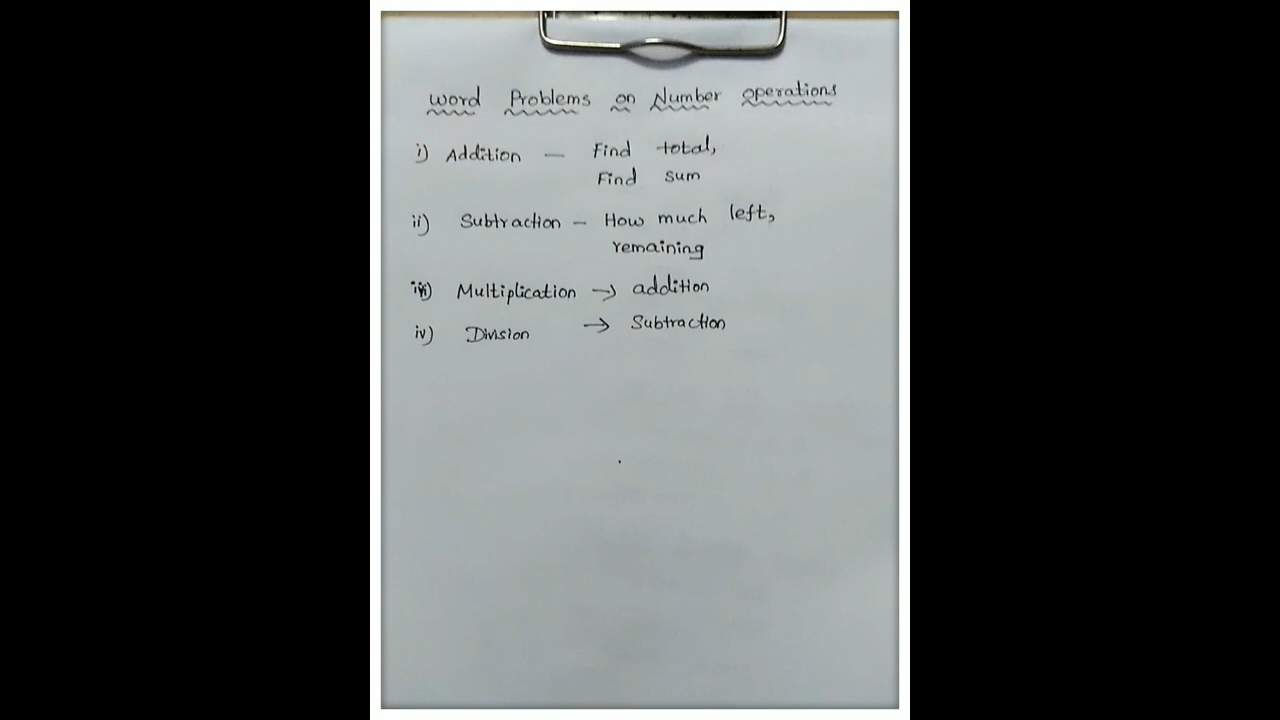 word Problems on Number operations
i) Addition — Find total,
Find sum
ii) Subtraction - How much left,
remaining
iii) Multiplication → addition
iv) Division → Subtraction